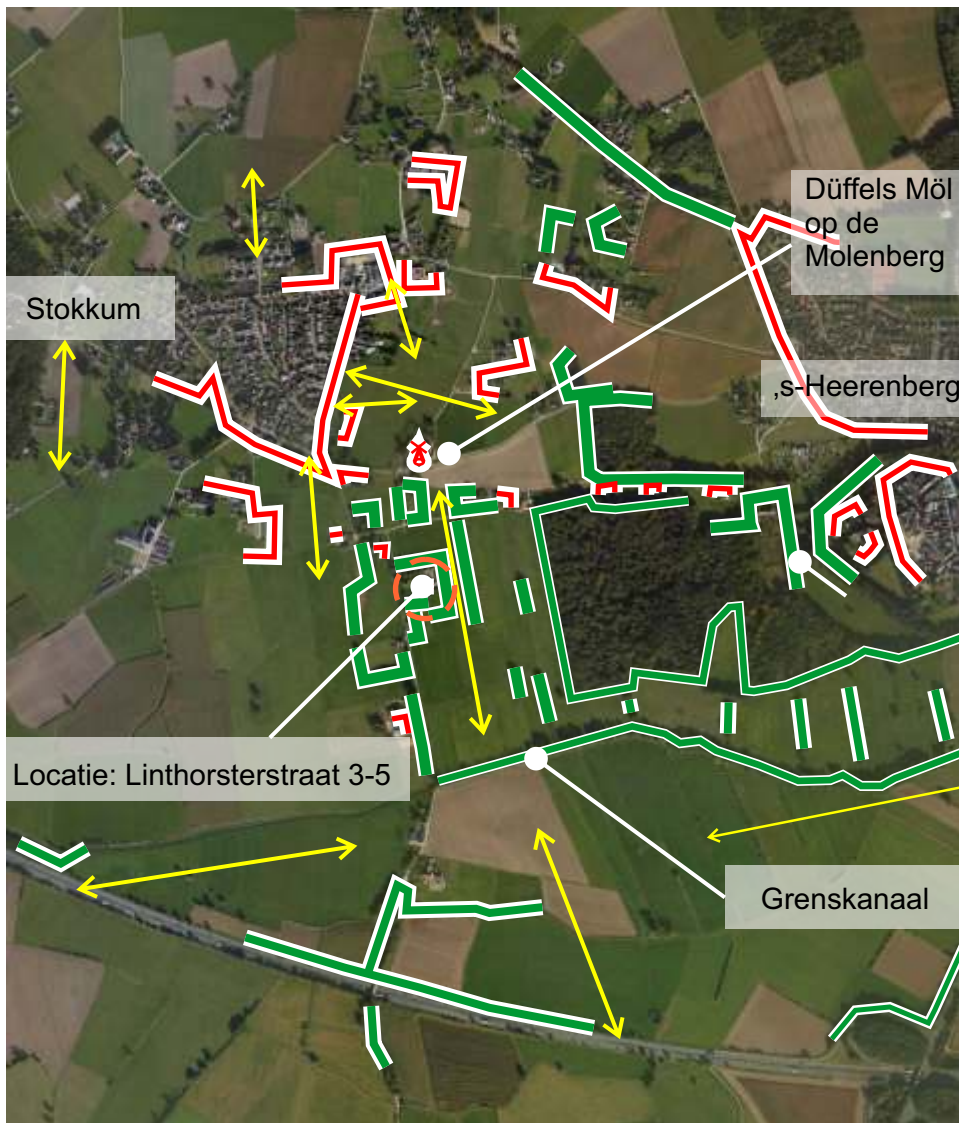 Düffels Möl
op de
Molenberg
Stokkum
,s-Heerenberg
Locatie: Linthorsterstraat 3-5
Grenskanaal